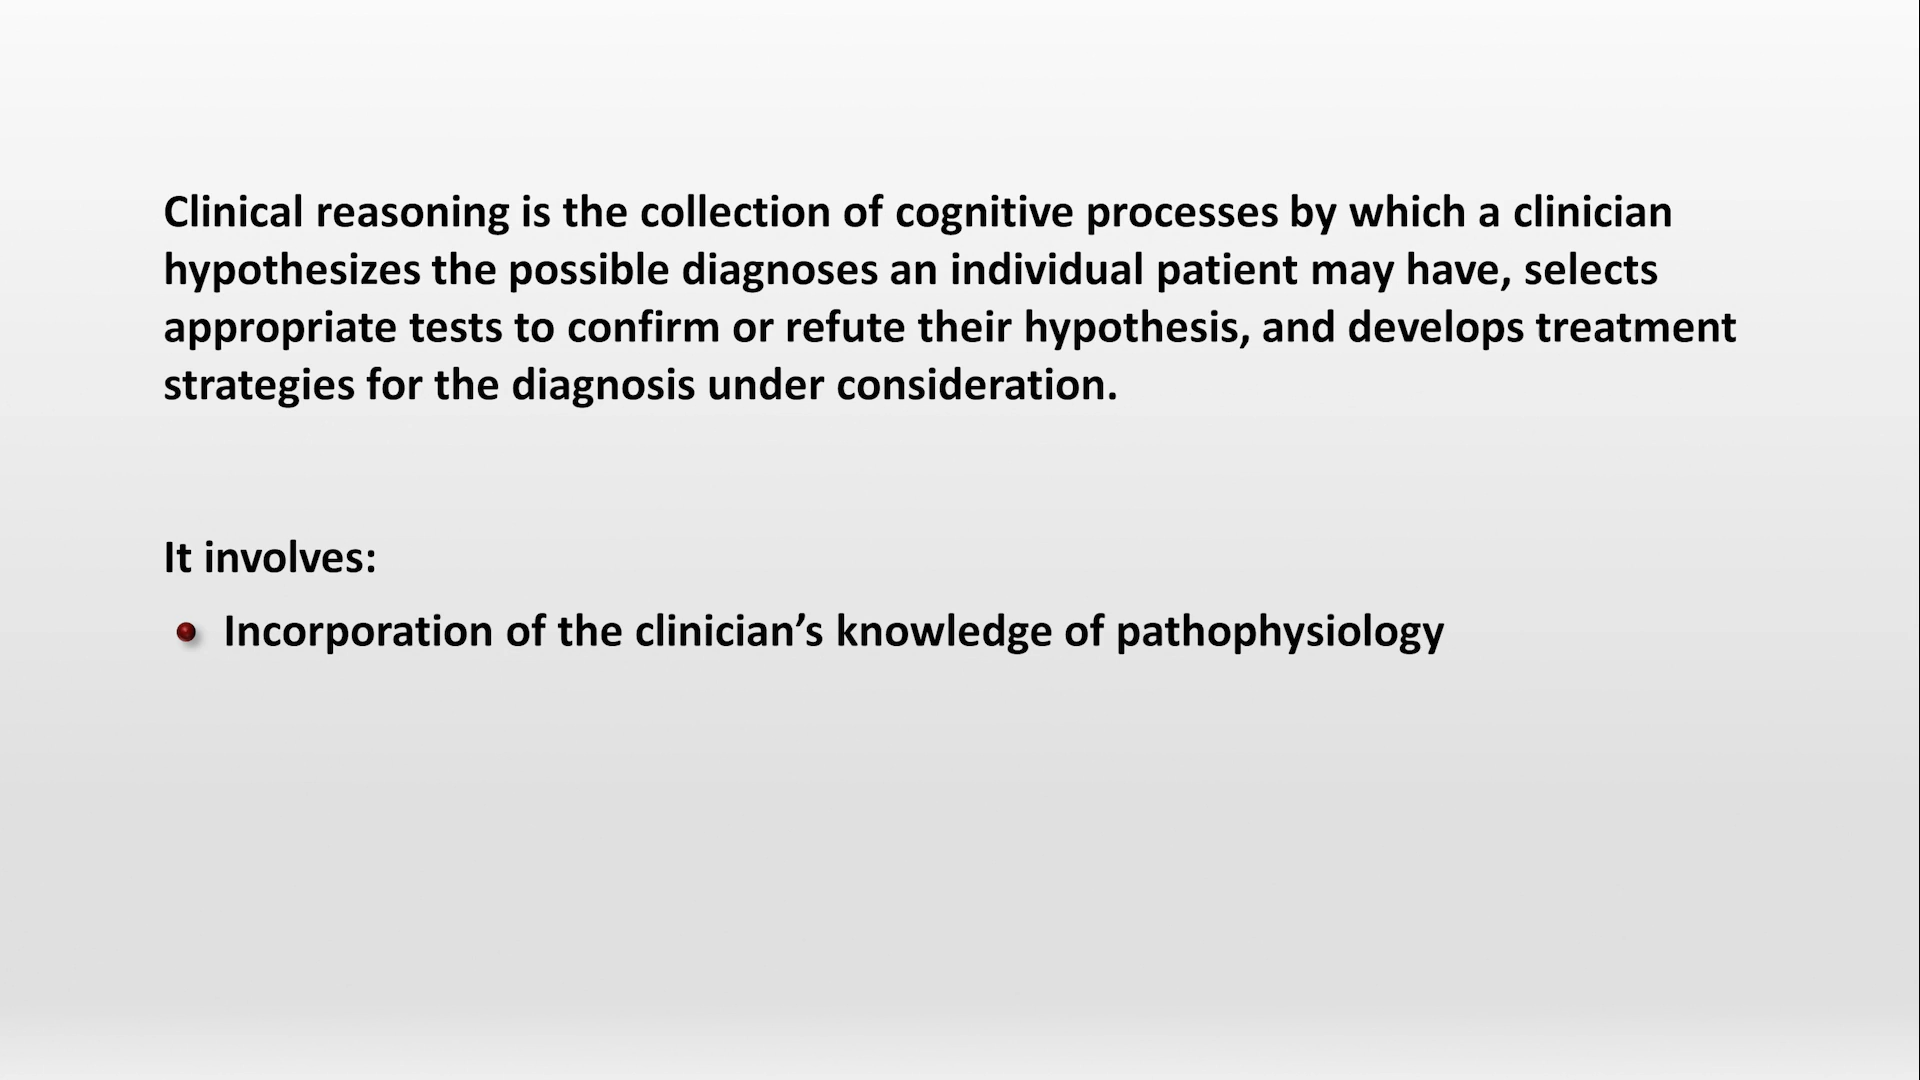 Clinical reasoning is the collection of cognitive processes by which a clinician
hypothesizes the possible diagnoses an individual patient may have, selects
appropriate tests to confirm or refute their hypothesis, and develops treatment
strategies for the diagnosis under consideration.
It involves:
Incorporation of the clinician’s knowledge of pathophysiology